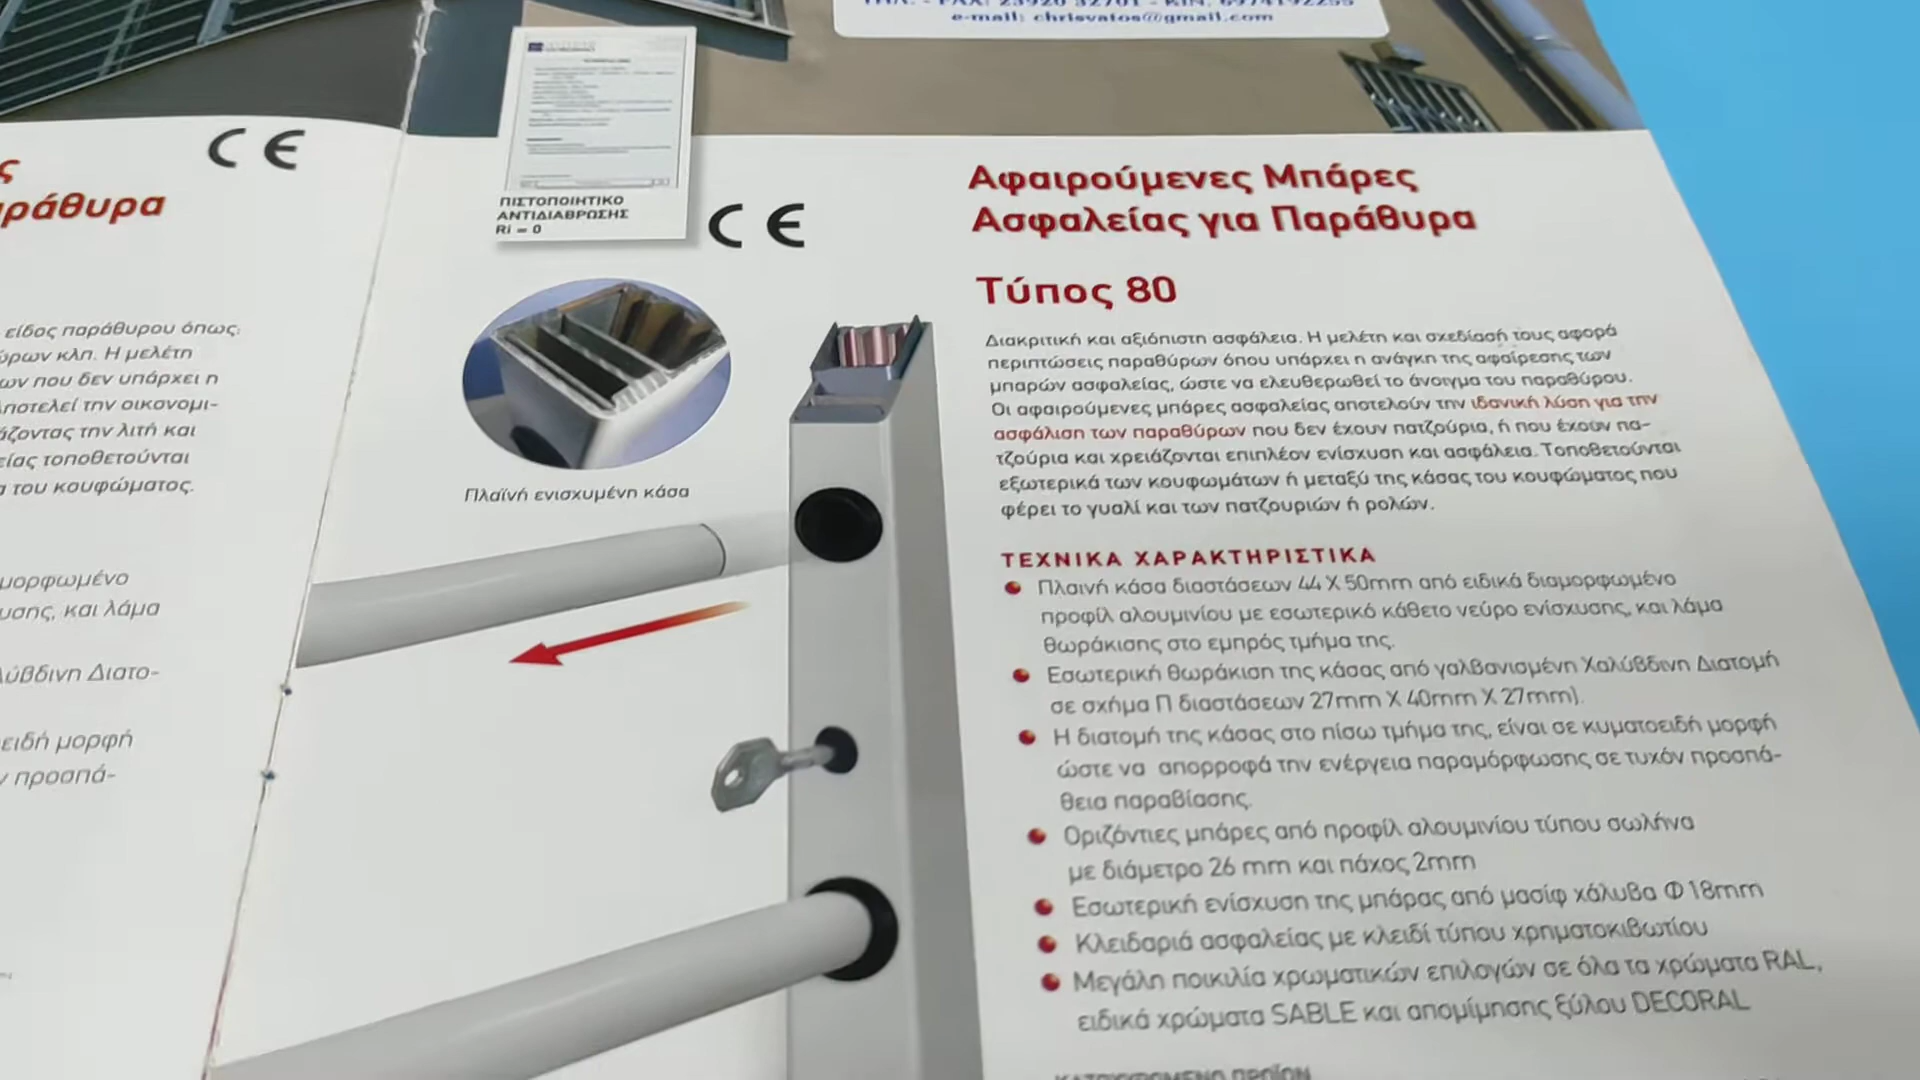 e-mail: chrisvatos@gmail.com
ς
ράθυρα
CE
είδος παράθυρου όπως:
ώρων κλπ. Η μελέτη
ων που δεν υπάρχει η
ποτελεί την οικονομι-
άζοντας την λιτή και
είας τοποθετούνται
α του κουφώματος.
μορφωμένο
υσης, και λάμα
λύβδινη Διατο-
ειδή μορφή
ν προσπά-
ΠΙΣΤΟΠΟΙΗΤΙΚΟ
ΑΝΤΙΔΙΑΒΡΩΣΗΣ
Ri = 0
CE
Πλαϊνή ενισχυμένη κάσα
Αφαιρούμενες Μπάρες
Ασφαλείας για Παράθυρα
Τύπος 80
Διακριτική και αξιόπιστη ασφάλεια. Η μελέτη και σχεδίασή τους αφορά
περιπτώσεις παραθύρων όπου υπάρχει η ανάγκη της αφαίρεσης των
μπαρών ασφαλείας, ώστε να ελευθερωθεί το άνοιγμα του παραθύρου.
Οι αφαιρούμενες μπάρες ασφαλείας αποτελούν την ιδανική λύση για την
ασφάλιση των παραθύρων που δεν έχουν πατζούρια, ή που έχουν πα-
τζούρια και χρειάζονται επιπλέον ενίσχυση και ασφάλεια. Τοποθετούνται
εξωτερικά των κουφωμάτων ή μεταξύ της κάσας του κουφώματος που
φέρει το γυαλί και των πατζουριών ή ρολών.
ΤΕΧΝΙΚΑ ΧΑΡΑΚΤΗΡΙΣΤΙΚΑ
Πλαινή κάσα διαστάσεων 44 Χ 50mm από ειδικά διαμορφωμένο
προφίλ αλουμινίου με εσωτερικό κάθετο νεύρο ενίσχυσης, και λάμα
θωράκισης στο εμπρός τμήμα της.
Εσωτερική θωράκιση της κάσας από γαλβανισμένη Χαλύβδινη Διατομή
σε σχήμα Π διαστάσεων 27mm X 40mm X 27mm).
Η διατομή της κάσας στο πίσω τμήμα της, είναι σε κυματοειδή μορφή
ώστε να απορροφά την ενέργεια παραμόρφωσης σε τυχόν προσπά-
θεια παραβίασης.
Οριζόντιες μπάρες από προφίλ αλουμινίου τύπου σωλήνα
με διάμετρο 26 mm και πάχος 2mm
Εσωτερική ενίσχυση της μπάρας από μασίφ χάλυβα Φ 18mm
Κλειδαριά ασφαλείας με κλειδί τύπου χρηματοκιβωτίου
Μεγάλη ποικιλία χρωματικών επιλογών σε όλα τα χρώματα RAL,
ειδικά χρώματα SABLE και απομίμησης ξύλου DECORAL